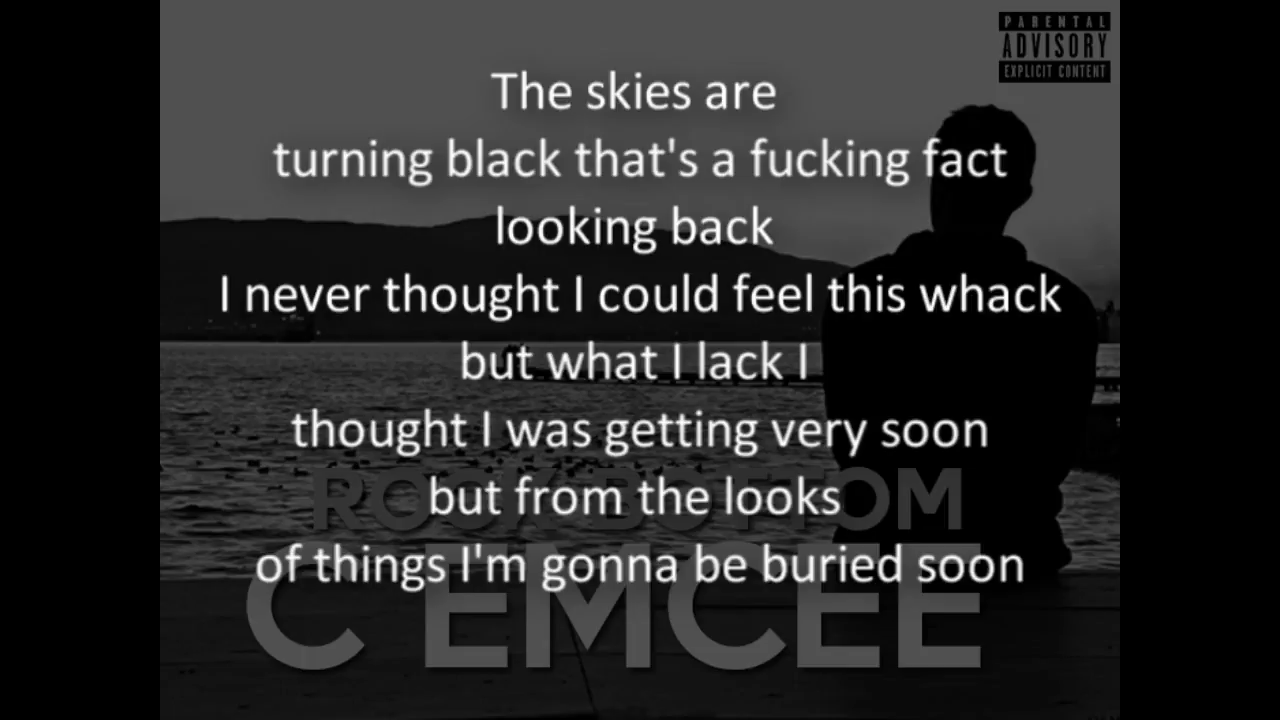 PARENTAL
ADVISORY
EXPLICIT CONTENT
The skies are
turning black that's a fucking fact
looking back
I never thought I could feel this whack
but what I lack I
thought I was getting very soon
but from the looks
of things I'm gonna be buried soon
ROCK BOTTOM
C EMCEE